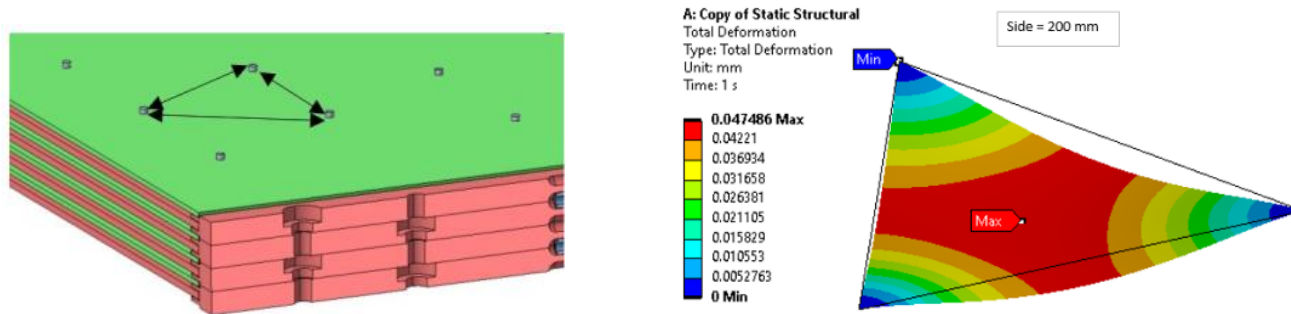 A: Copy of Static Structural
Total Deformation
Type: Total Deformation
Unit: mm
Time: 1 s
Side = 200 mm
Min
0.047486 Max
0.04221
0.036934
0.031658
0.026381
0.021105
0.015829
0.010553
0.0052763
0 Min
Max